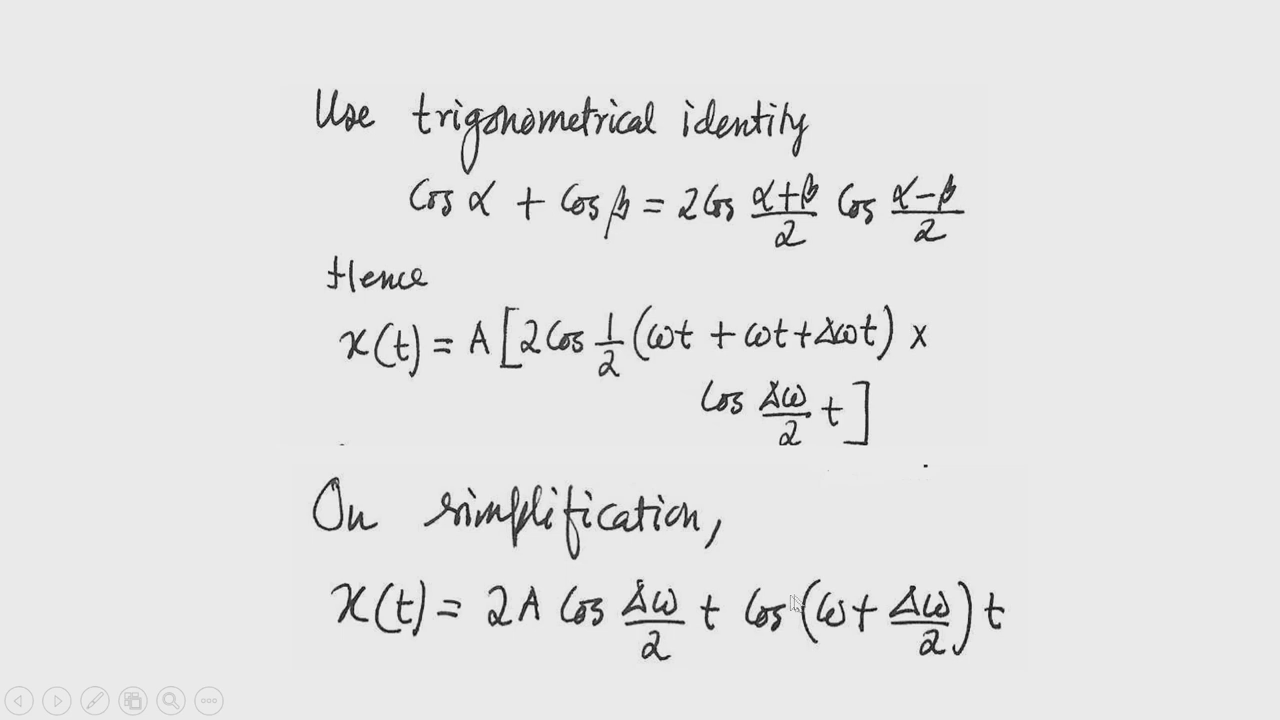 Use trigonometrical identity
Cos α + Cos β = 2 Cos (α+β)/2 Cos (α−β)/2
Hence
x(t) = A [2 Cos 1/2 (ωt + ωt + Δωt) ×
Cos Δω/2 t]
On simplification,
x(t) = 2A Cos Δω/2 t Cos (ω + Δω/2) t